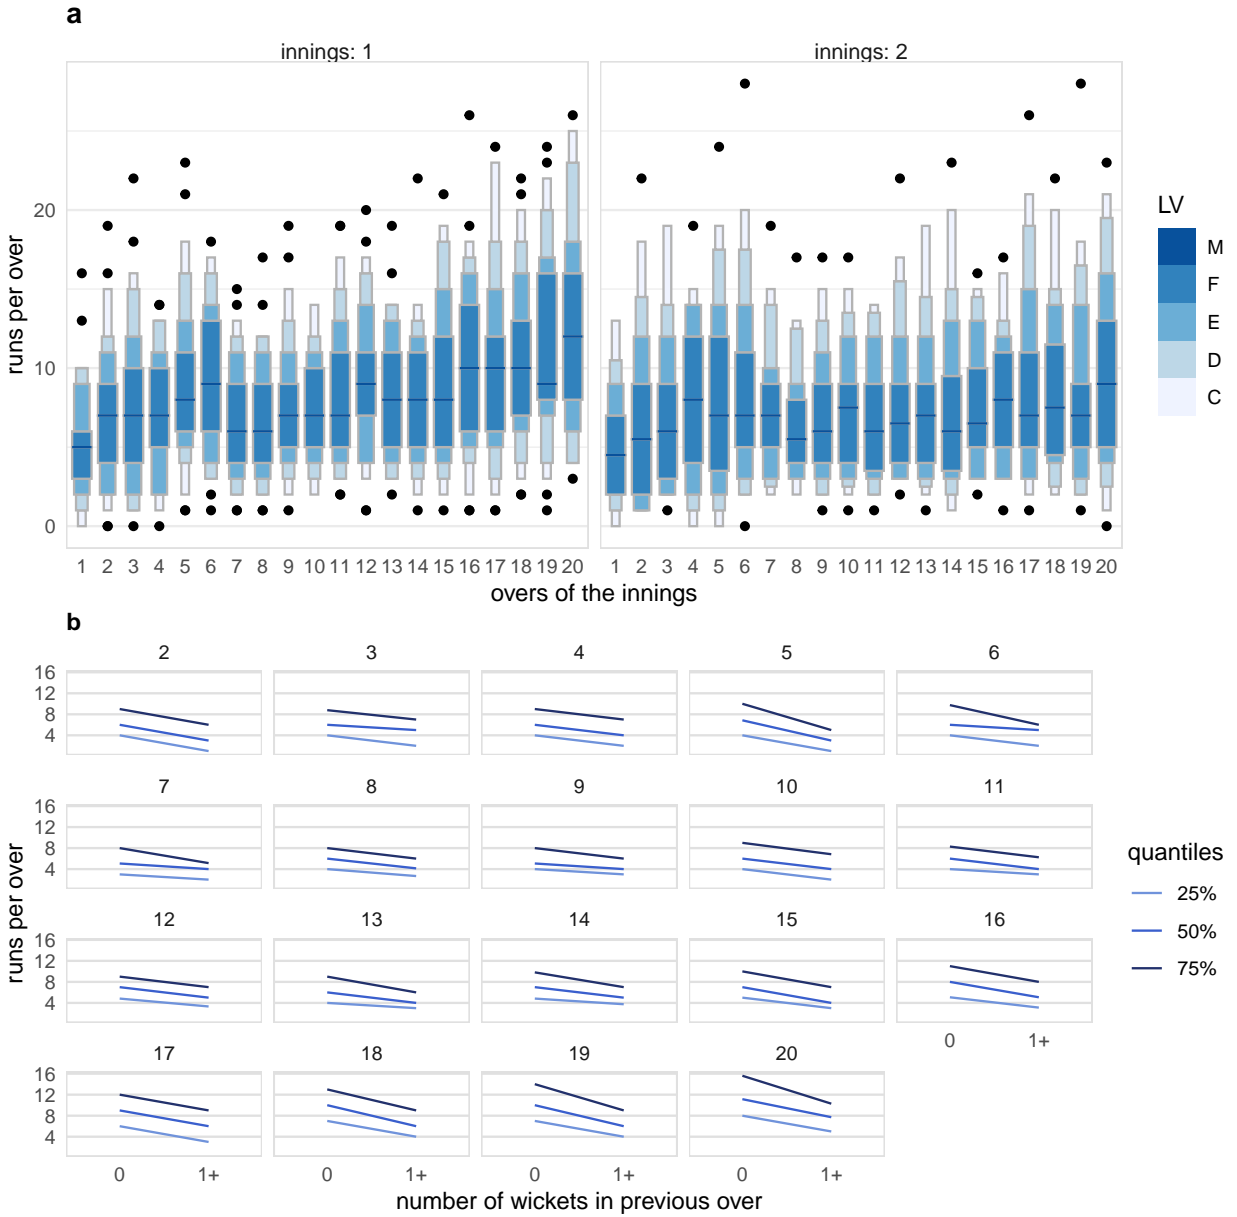 a
innings: 1 innings: 2
20
10
0
runs per over
1 2 3 4 5 6 7 8 9 10 11 12 13 14 15 16 17 18 19 20 1 2 3 4 5 6 7 8 9 10 11 12 13 14 15 16 17 18 19 20
overs of the innings
LV
M
F
E
D
C
b
2 3 4 5 6
16
12
8
4
7 8 9 10 11
16
12
8
4
12 13 14 15 16
16
12
8
4
0 1+
17 18 19 20
16
12
8
4
0 1+ 0 1+ 0 1+ 0 1+
runs per over
number of wickets in previous over
quantiles
25%
50%
75%